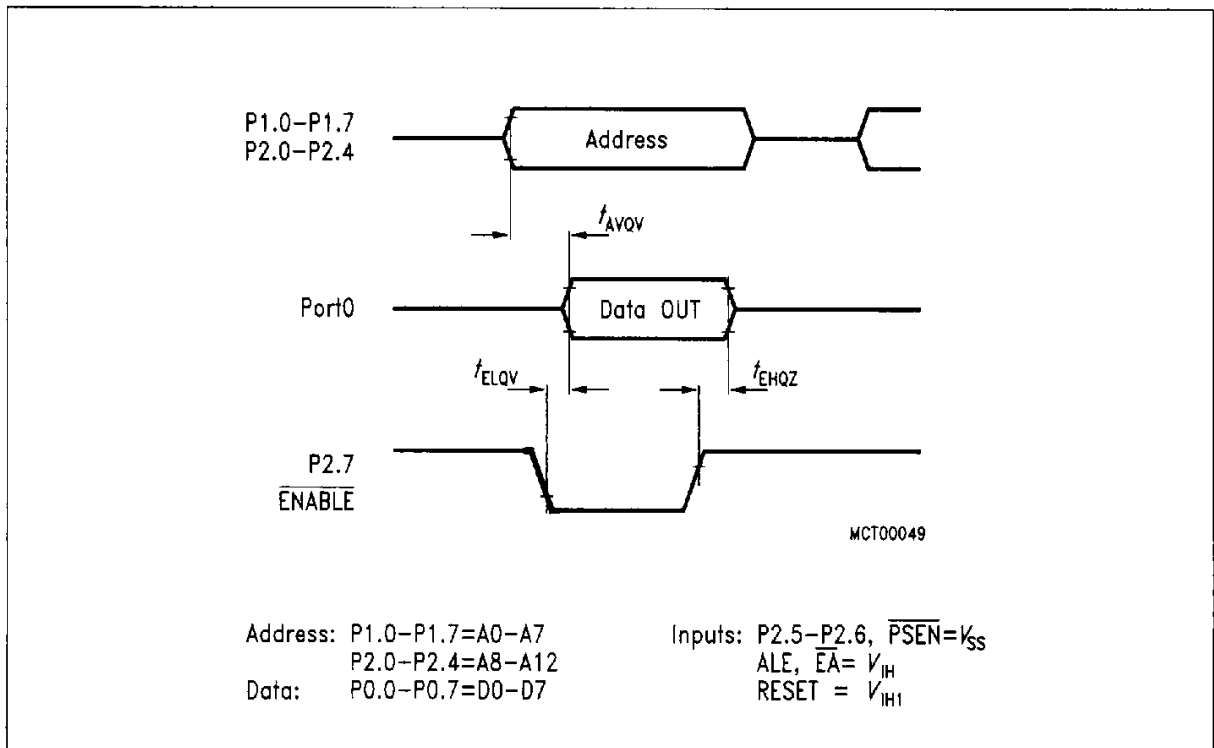 P1.0-P1.7
P2.0-P2.4
Address
tAVQV
Port0
Data OUT
tELQV
tEHQZ
P2.7
ENABLE
MCT00049
Address: P1.0-P1.7=A0-A7
P2.0-P2.4=A8-A12
Data: P0.0-P0.7=D0-D7
Inputs: P2.5-P2.6, PSEN=VSS
ALE, EA= VIH
RESET = VIH1